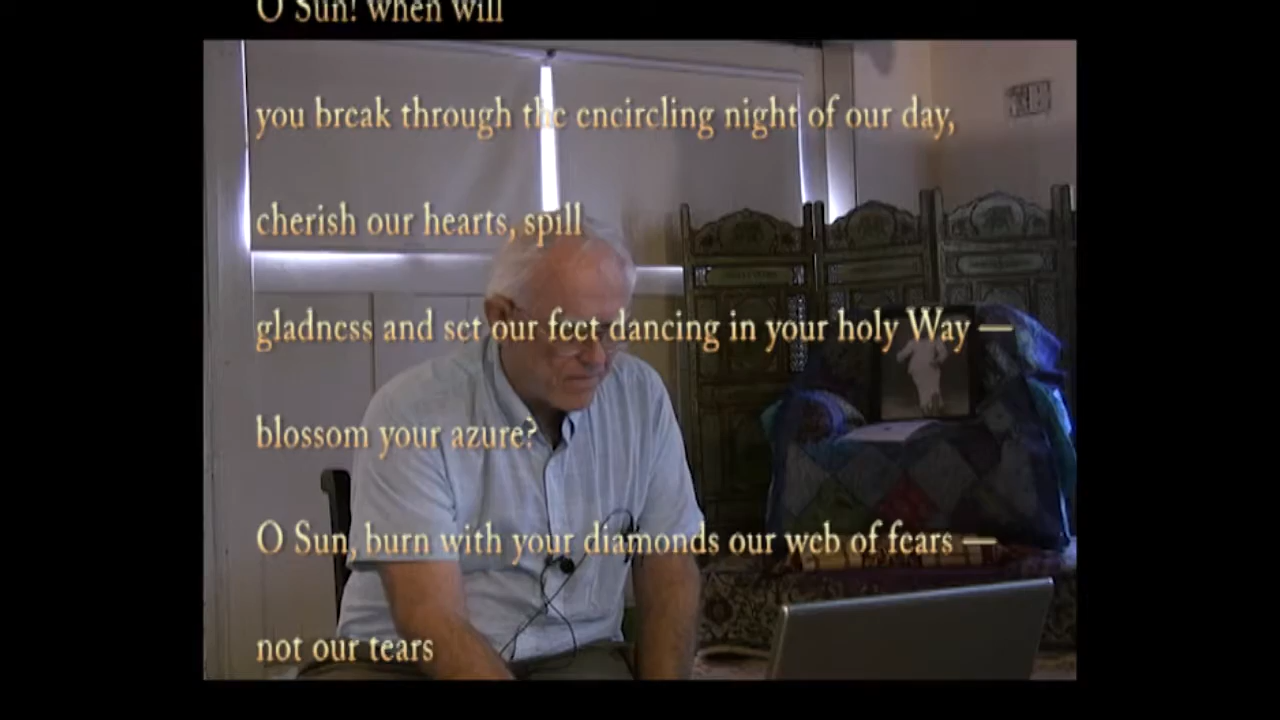 O Sun! when will
you break through the encircling night of our day,
cherish our hearts, spill
gladness and set our feet dancing in your holy Way —
blossom your azure?
O Sun, burn with your diamonds our web of fears —
not our tears